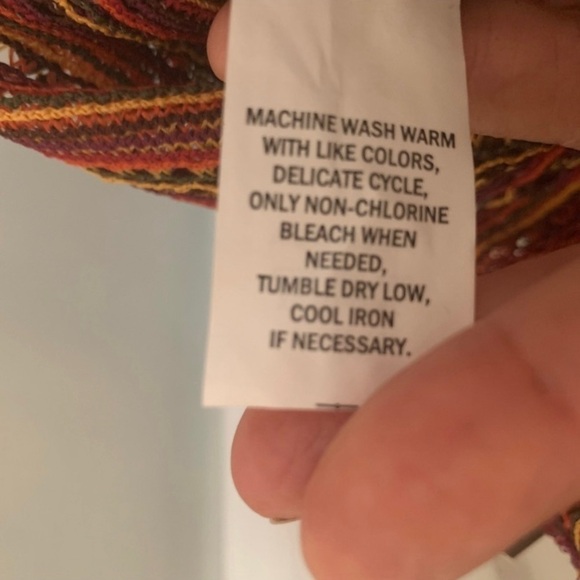 MACHINE WASH WARM
WITH LIKE COLORS,
DELICATE CYCLE,
ONLY NON-CHLORINE
BLEACH WHEN
NEEDED,
TUMBLE DRY LOW,
COOL IRON
IF NECESSARY.